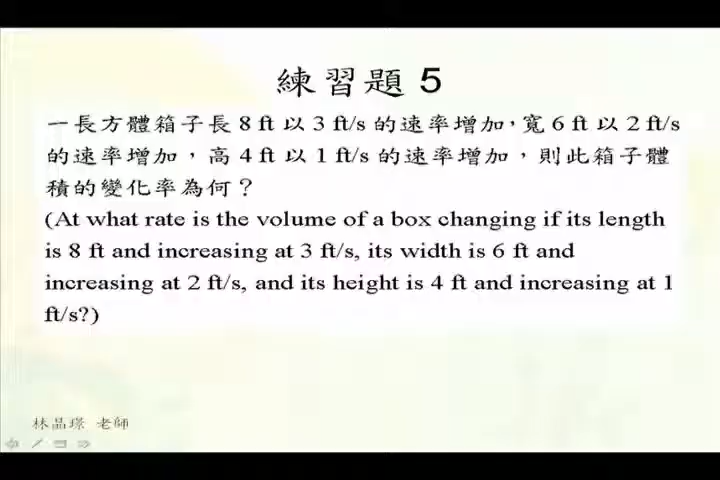 練習題 5
一長方體箱子長 8 ft 以 3 ft/s 的速率增加，寬 6 ft 以 2 ft/s
的速率增加，高 4 ft 以 1 ft/s 的速率增加，則此箱子體
積的變化率為何？
(At what rate is the volume of a box changing if its length
is 8 ft and increasing at 3 ft/s, its width is 6 ft and
increasing at 2 ft/s, and its height is 4 ft and increasing at 1
ft/s?)
林晶璟 老師